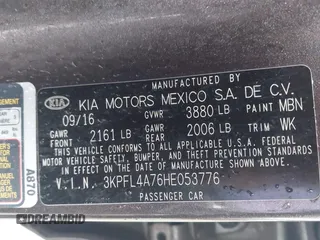 MANUFACTURED BY
KIA KIA MOTORS MEXICO S.A. DE C.V.
09/16 GVWR 3880 LB PAINT MBN
GAWR FRONT 2161 LB GAWR REAR 2006 LB TRIM WK
THIS VEHICLE CONFORMS TO ALL APPLICABLE U.S.A. FEDERAL
MOTOR VEHICLE SAFETY, BUMPER, AND THEFT PREVENTION
STANDARDS IN EFFECT ON THE DATE OF MANUFACTURE SHOWN ABOVE.
V.I.N. 3KPFL4A76HE053776
PASSENGER CAR
A870
DREAMBID